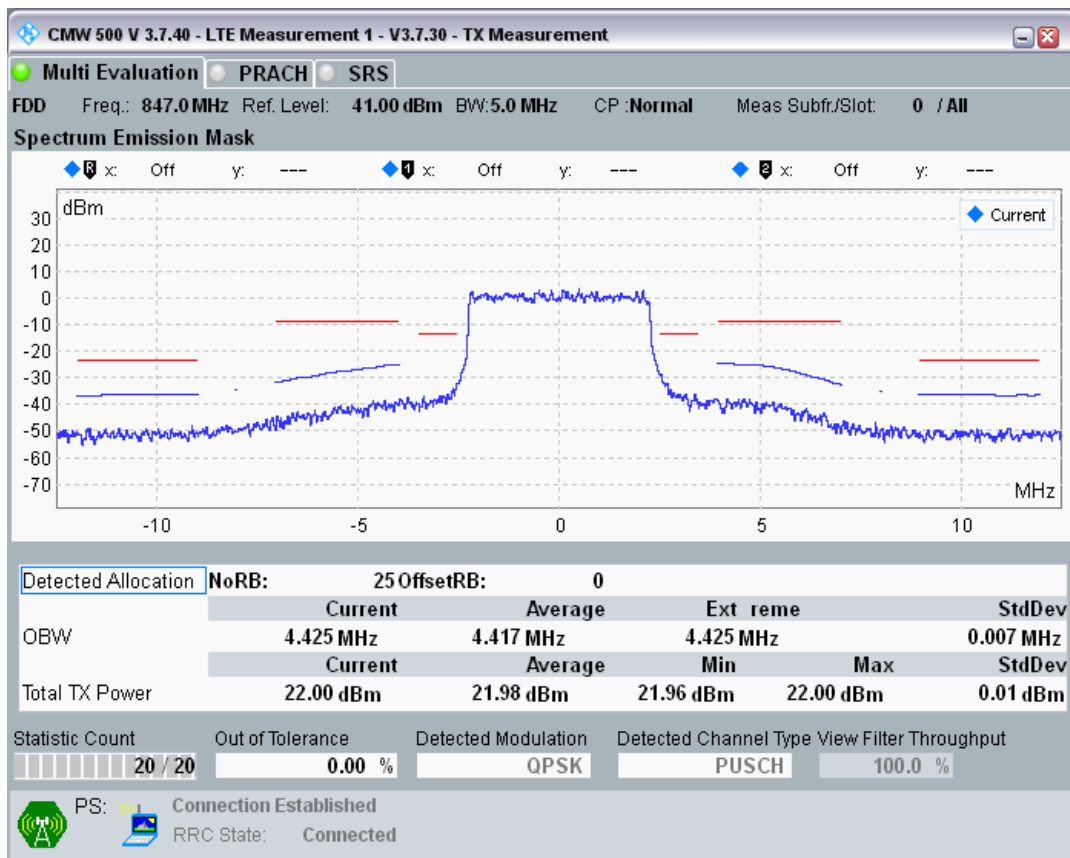 CMW 500 V 3.7.40 - LTE Measurement 1 - V3.7.30 - TX Measurement
Multi Evaluation PRACH SRS
FDD Freq.: 847.0 MHz Ref. Level: 41.00 dBm BW:5.0 MHz CP :Normal Meas Subfr./Slot: 0 / All
Spectrum Emission Mask
R x: Off y: --- 1 x: Off y: --- 2 x: Off y: ---
dBm
Current
30
20
10
0
-10
-20
-30
-40
-50
-60
-70
MHz
-10 -5 0 5 10
Detected Allocation NoRB: 25 OffsetRB: 0
Current Average Ext reme StdDev
OBW 4.425 MHz 4.417 MHz 4.425 MHz 0.007 MHz
Current Average Min Max StdDev
Total TX Power 22.00 dBm 21.98 dBm 21.96 dBm 22.00 dBm 0.01 dBm
Statistic Count Out of Tolerance Detected Modulation Detected Channel Type View Filter Throughput
20 / 20 0.00 % QPSK PUSCH 100.0 %
PS: Connection Established
RRC State: Connected